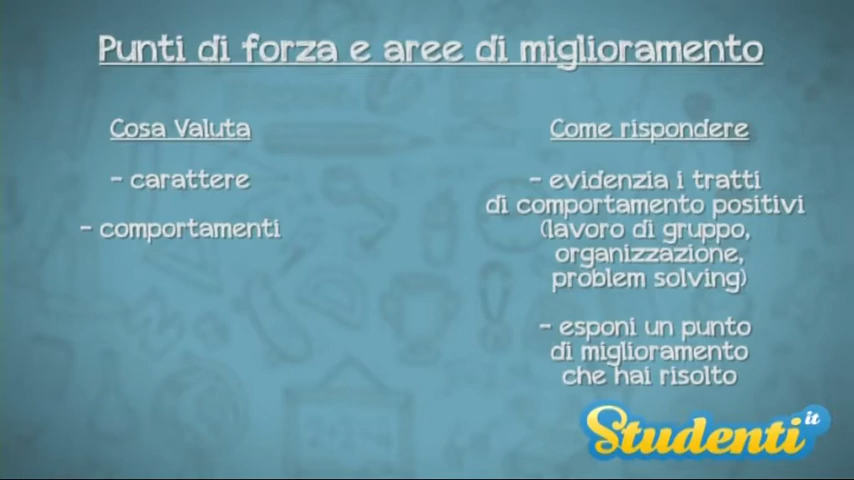 Punti di forza e aree di miglioramento
Cosa Valuta
- carattere
- comportamenti
Come rispondere
- evidenzia i tratti
di comportamento positivi
(lavoro di gruppo,
organizzazione,
problem solving)
- esponi un punto
di miglioramento
che hai risolto
Studenti.it